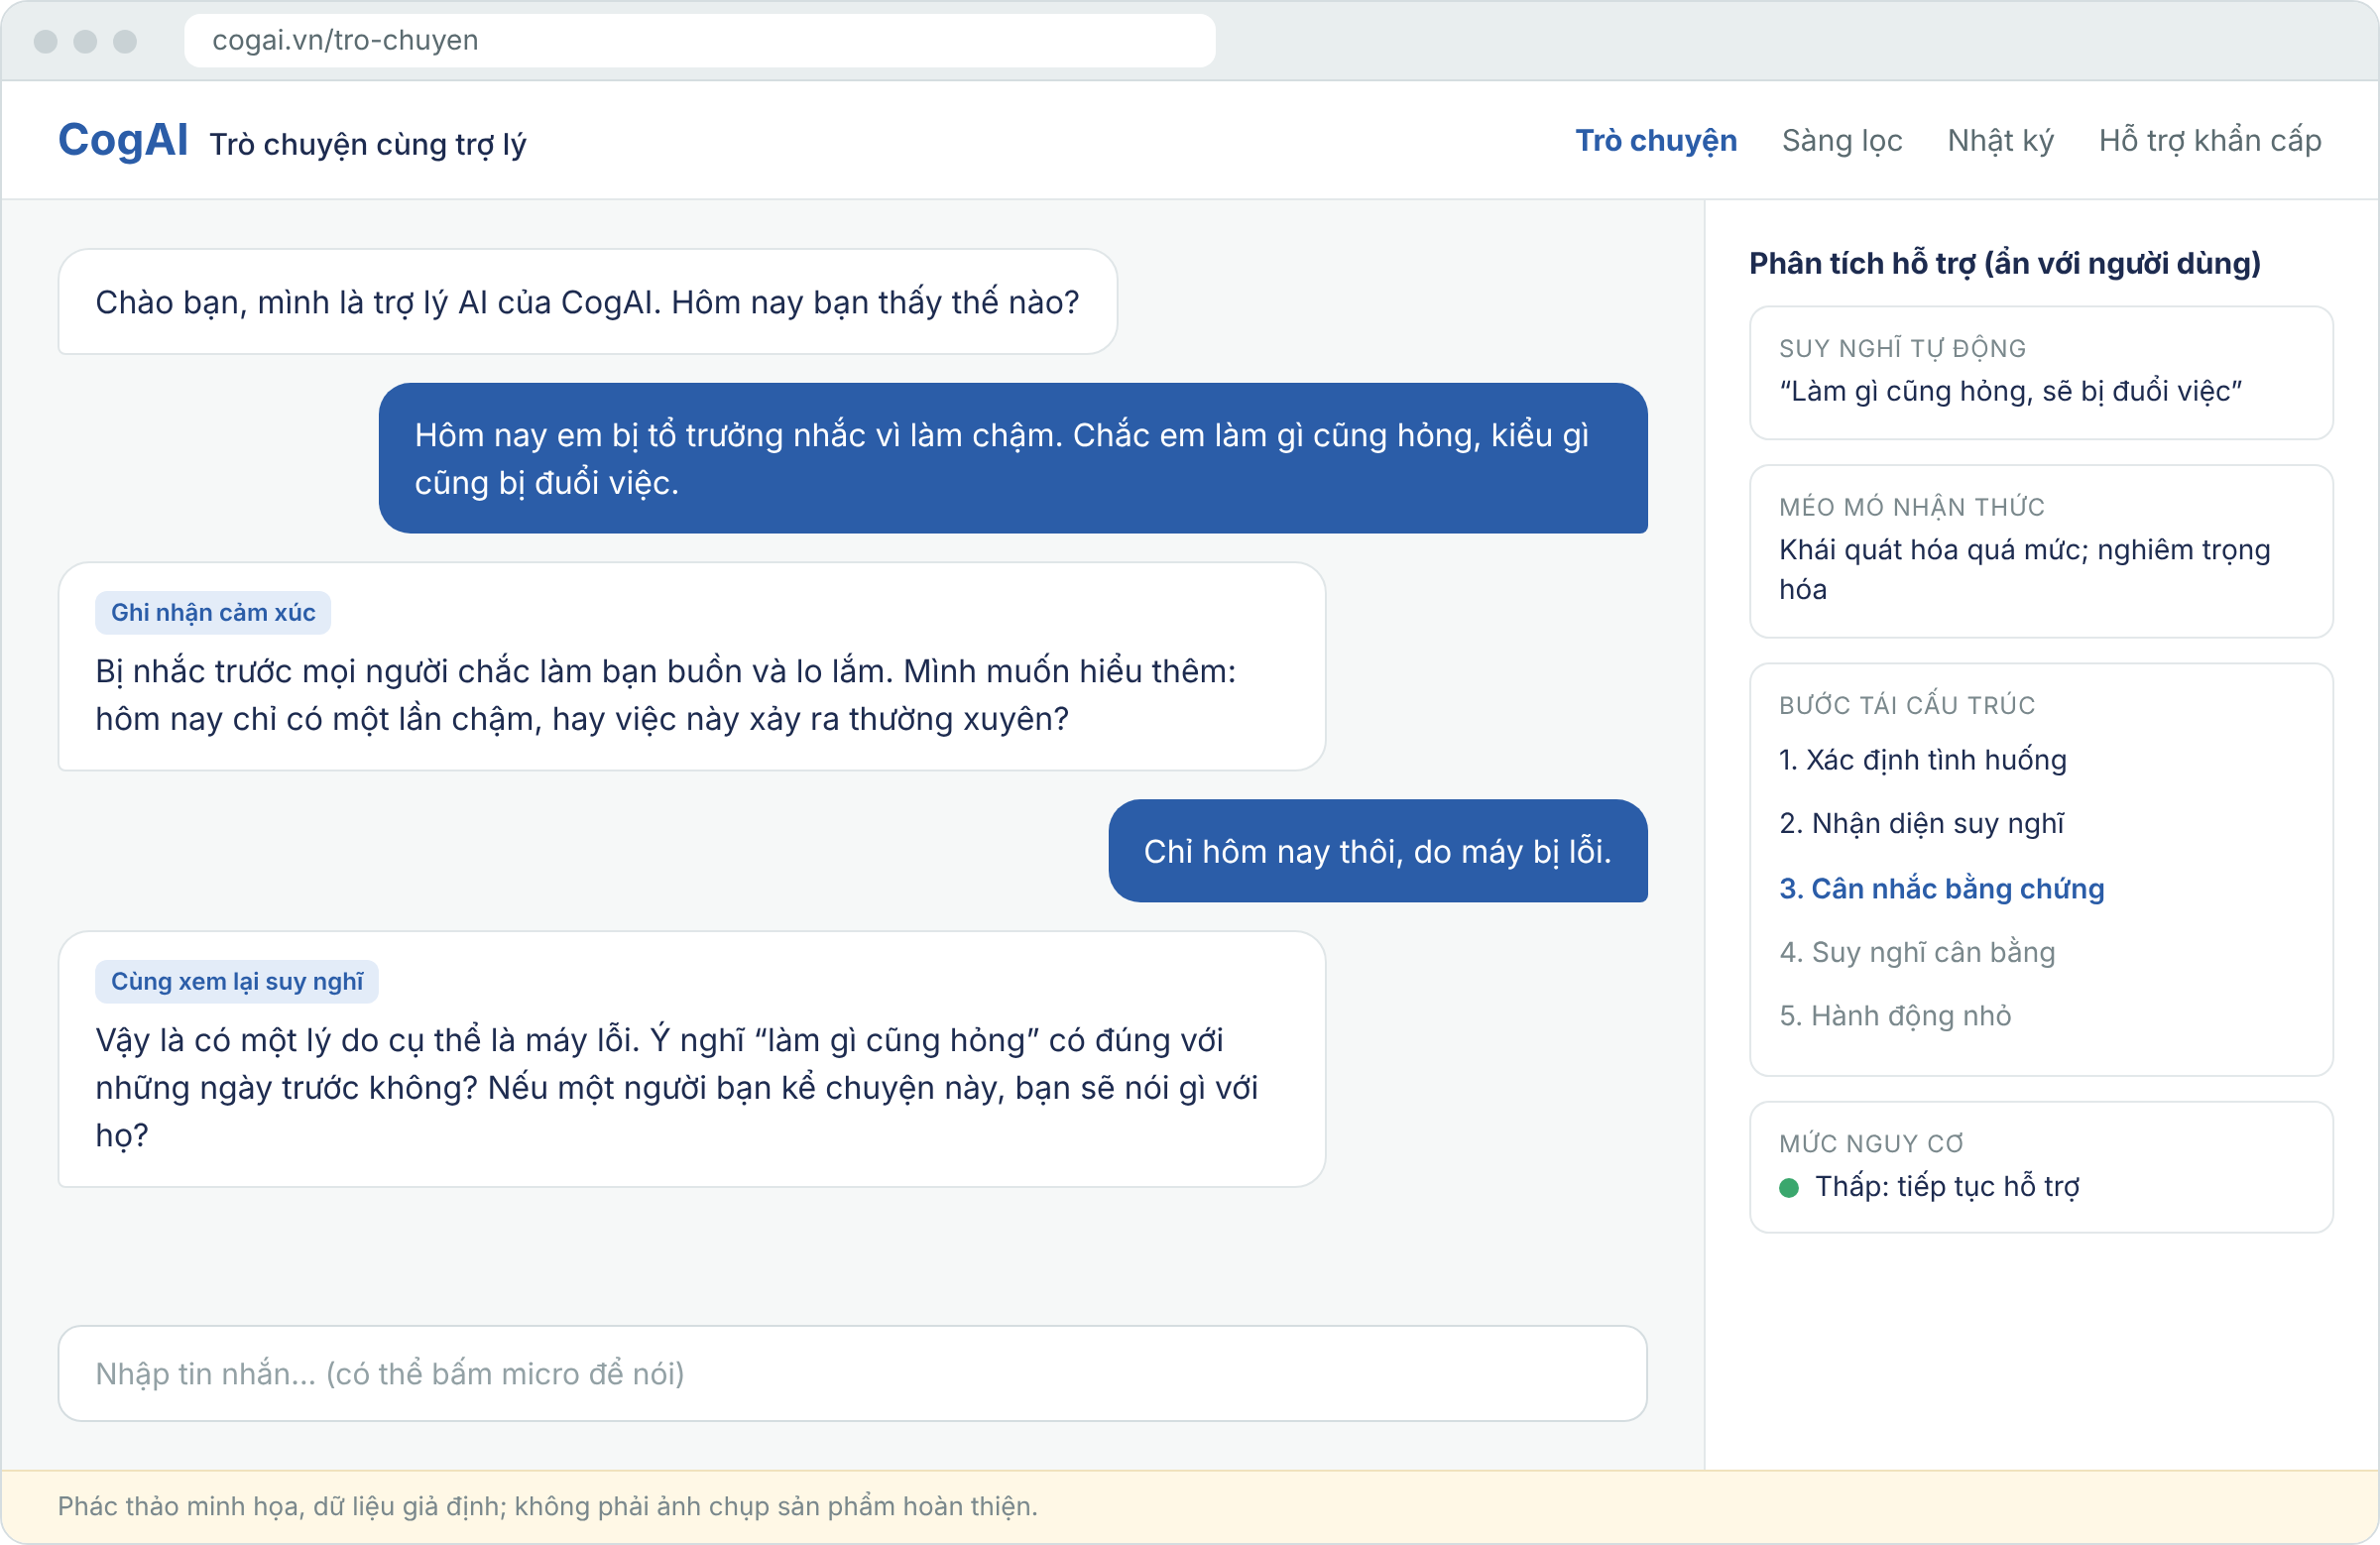 cogai.vn/tro-chuyen
CogAI Trò chuyện cùng trợ lý
Trò chuyện Sàng lọc Nhật ký Hỗ trợ khẩn cấp
Chào bạn, mình là trợ lý AI của CogAI. Hôm nay bạn thấy thế nào?
Hôm nay em bị tổ trưởng nhắc vì làm chậm. Chắc em làm gì cũng hỏng, kiểu gì
cũng bị đuổi việc.
Ghi nhận cảm xúc
Bị nhắc trước mọi người chắc làm bạn buồn và lo lắm. Mình muốn hiểu thêm:
hôm nay chỉ có một lần chậm, hay việc này xảy ra thường xuyên?
Chỉ hôm nay thôi, do máy bị lỗi.
Cùng xem lại suy nghĩ
Vậy là có một lý do cụ thể là máy lỗi. Ý nghĩ “làm gì cũng hỏng” có đúng với
những ngày trước không? Nếu một người bạn kể chuyện này, bạn sẽ nói gì với
họ?
Nhập tin nhắn... (có thể bấm micro để nói)
Phân tích hỗ trợ (ẩn với người dùng)
SUY NGHĨ TỰ ĐỘNG
“Làm gì cũng hỏng, sẽ bị đuổi việc”
MÉO MÓ NHẬN THỨC
Khái quát hóa quá mức; nghiêm trọng
hóa
BƯỚC TÁI CẤU TRÚC
1. Xác định tình huống
2. Nhận diện suy nghĩ
3. Cân nhắc bằng chứng
4. Suy nghĩ cân bằng
5. Hành động nhỏ
MỨC NGUY CƠ
Thấp: tiếp tục hỗ trợ
Phác thảo minh họa, dữ liệu giả định; không phải ảnh chụp sản phẩm hoàn thiện.